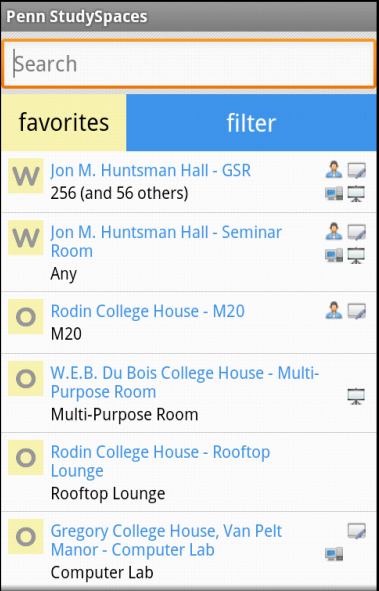 Penn StudySpaces
Search
favorites
filter
W
Jon M. Huntsman Hall - GSR
256 (and 56 others)
W
Jon M. Huntsman Hall - Seminar
Room
Any
O
Rodin College House - M20
M20
O
W.E.B. Du Bois College House - Multi-
Purpose Room
Multi-Purpose Room
O
Rodin College House - Rooftop
Lounge
Rooftop Lounge
O
Gregory College House, Van Pelt
Manor - Computer Lab
Computer Lab